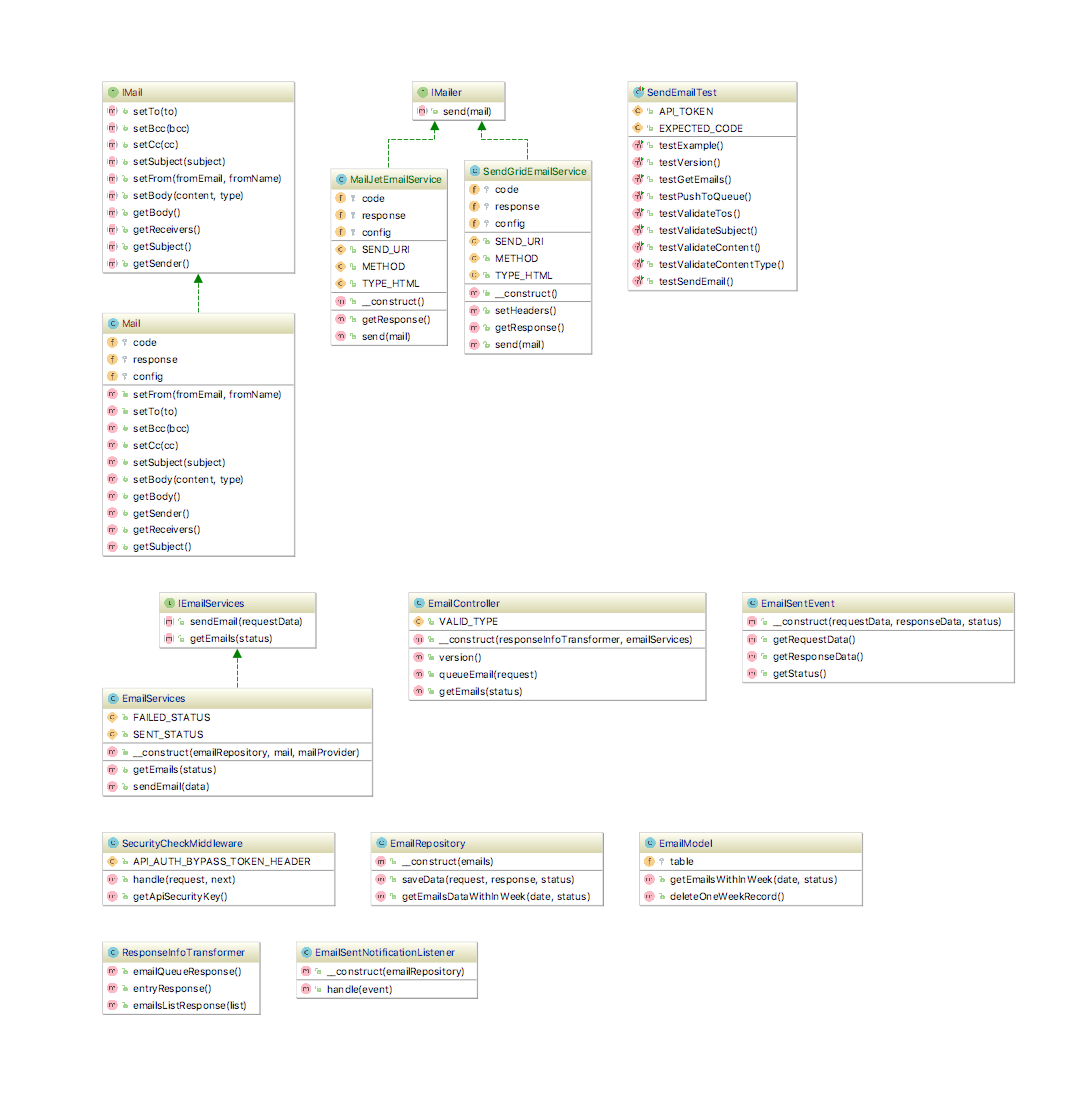 IMail
setTo(to)
setBcc(bcc)
setCc(cc)
setSubject(subject)
setFrom(fromEmail, fromName)
setBody(content, type)
getBody()
getReceivers()
getSubject()
getSender()
Mail
code
response
config
setFrom(fromEmail, fromName)
setTo(to)
setBcc(bcc)
setCc(cc)
setSubject(subject)
setBody(content, type)
getBody()
getSender()
getReceivers()
getSubject()
IMailer
send(mail)
MailJetEmailService
code
response
config
SEND_URI
METHOD
TYPE_HTML
__construct()
getResponse()
send(mail)
SendGridEmailService
code
response
config
SEND_URI
METHOD
TYPE_HTML
__construct()
setHeaders()
getResponse()
send(mail)
SendEmailTest
API_TOKEN
EXPECTED_CODE
testExample()
testVersion()
testGetEmails()
testPushToQueue()
testValidateTos()
testValidateSubject()
testValidateContent()
testValidateContentType()
testSendEmail()
IEmailServices
sendEmail(requestData)
getEmails(status)
EmailServices
FAILED_STATUS
SENT_STATUS
__construct(emailRepository, mail, mailProvider)
getEmails(status)
sendEmail(data)
EmailController
VALID_TYPE
__construct(responseInfoTransformer, emailServices)
version()
queueEmail(request)
getEmails(status)
EmailSentEvent
__construct(requestData, responseData, status)
getRequestData()
getResponseData()
getStatus()
SecurityCheckMiddleware
API_AUTH_BYPASS_TOKEN_HEADER
handle(request, next)
getApiSecurityKey()
EmailRepository
__construct(emails)
saveData(request, response, status)
getEmailsDataWithInWeek(date, status)
EmailModel
table
getEmailsWithinWeek(date, status)
deleteOneWeekRecord()
ResponseInfoTransformer
emailQueueResponse()
entryResponse()
emailsListResponse(list)
EmailSentNotificationListener
__construct(emailRepository)
handle(event)